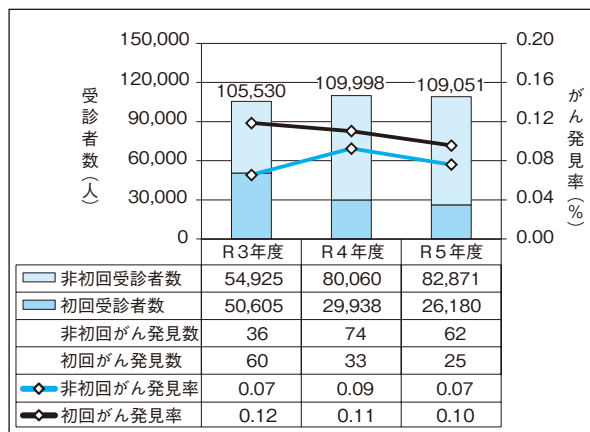 150,000
120,000
90,000
60,000
30,000
0
受診者数(人)
105,530
109,998
109,051
0.20
0.16
0.12
0.08
0.04
0.00
がん発見率(%)
R3年度 R4年度 R5年度
非初回受診者数 54,925 80,060 82,871
初回受診者数 50,605 29,938 26,180
非初回がん発見数 36 74 62
初回がん発見数 60 33 25
非初回がん発見率 0.07 0.09 0.07
初回がん発見率 0.12 0.11 0.10